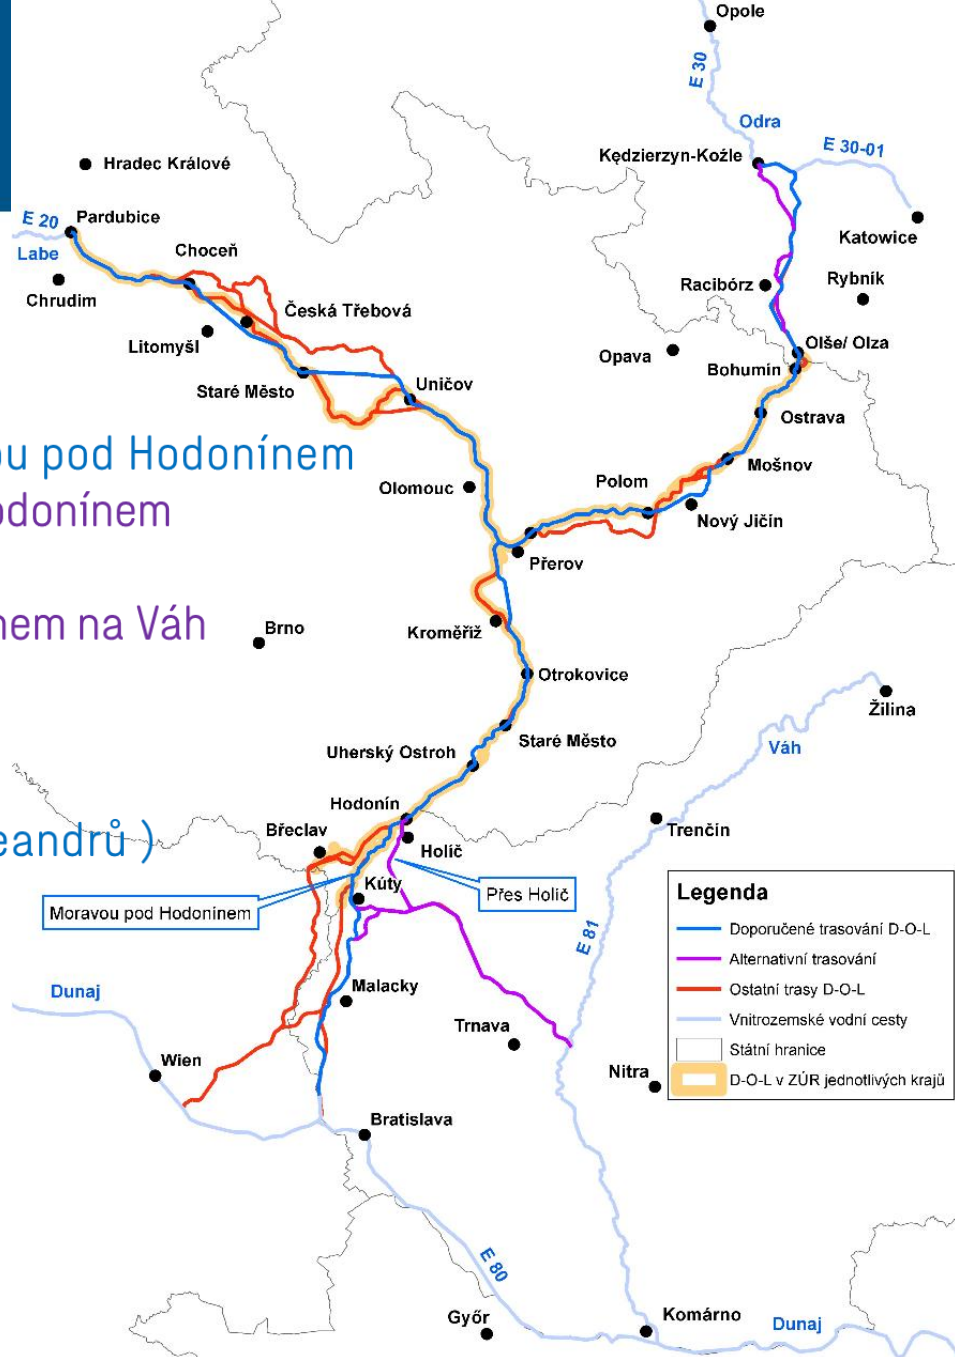 Opole
E 30
Odra
Kędzierzyn-Koźle
E 30-01
Hradec Králové
E 20
Pardubice
Labe
Choceň
Katowice
Chrudim
Racibórz
Rybník
Česká Třebová
Litomyšl
Olše/ Olza
Opava
Bohumín
Staré Město
Uničov
Ostrava
ou pod Hodonínem
Mošnov
Polom
Olomouc
odonínem
Nový Jičín
Přerov
nem na Váh
Brno
Kroměříž
Otrokovice
Žilina
Staré Město
Váh
Uherský Ostroh
Hodonín
Břeclav
Trenčín
eandrů )
Holíč
Kúty
Přes Holíč
Moravou pod Hodonínem
E 81
Legenda
Doporučené trasování D-O-L
Alternativní trasování
Ostatní trasy D-O-L
Vnitrozemské vodní cesty
Státní hranice
D-O-L v ZÚR jednotlivých krajů
Dunaj
Malacky
Trnava
Wien
Nitra
Bratislava
E 80
Győr
Komárno
Dunaj